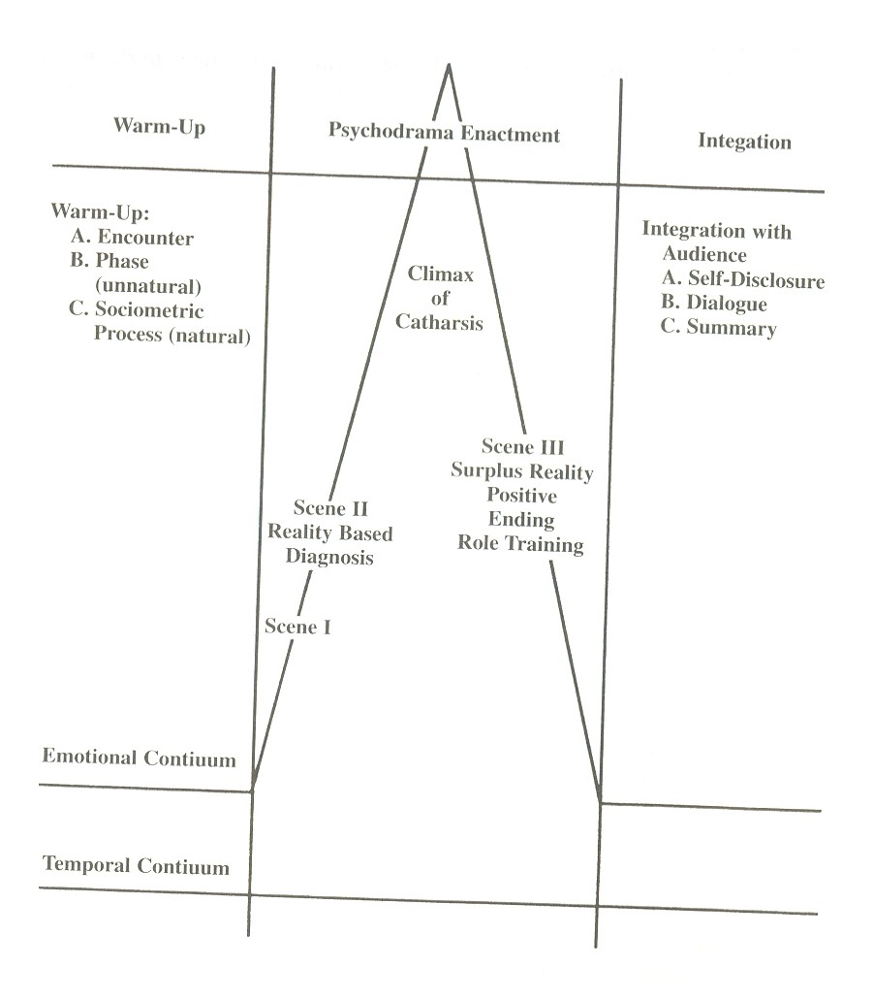 Warm-Up
Psychodrama Enactment
Integation
Warm-Up:
A. Encounter
B. Phase
(unnatural)
C. Sociometric
Process (natural)
Climax
of
Catharsis
Integration with
Audience
A. Self-Disclosure
B. Dialogue
C. Summary
Scene III
Surplus Reality
Positive
Ending
Role Training
Scene II
Reality Based
Diagnosis
Scene I
Emotional Contiuum
Temporal Contiuum